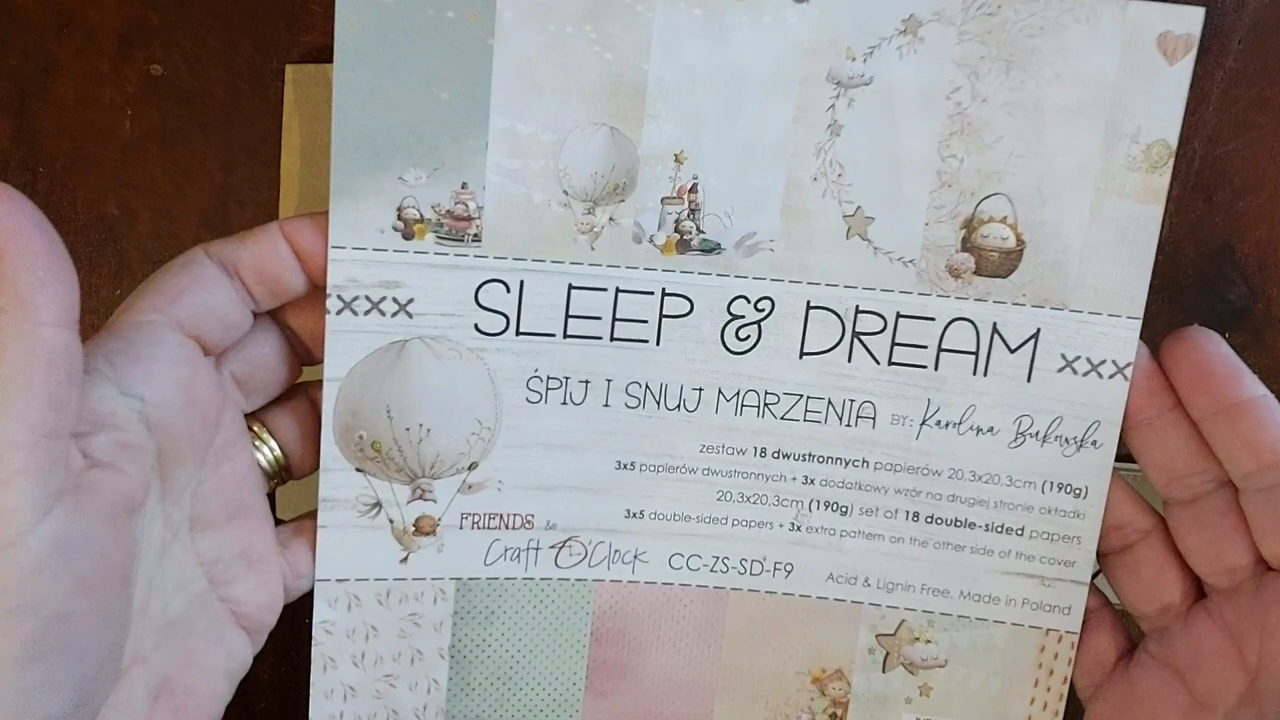 xxxx SLEEP & DREAM xxx
ŚPIJ I SNUJ MARZENIA BY: Karolina Bukowska
zestaw 18 dwustronnych papierów 20,3x20,3cm (190g)
3x5 papierów dwustronnych + 3x dodatkowy wzór na drugiej stronie okładki
20,3x20,3cm (190g) set of 18 double-sided papers
3x5 double-sided papers + 3x extra pattern on the other side of the cover
FRIENDS &
Craft O'Clock CC-ZS-SD-F9 Acid & Lignin Free. Made in Poland